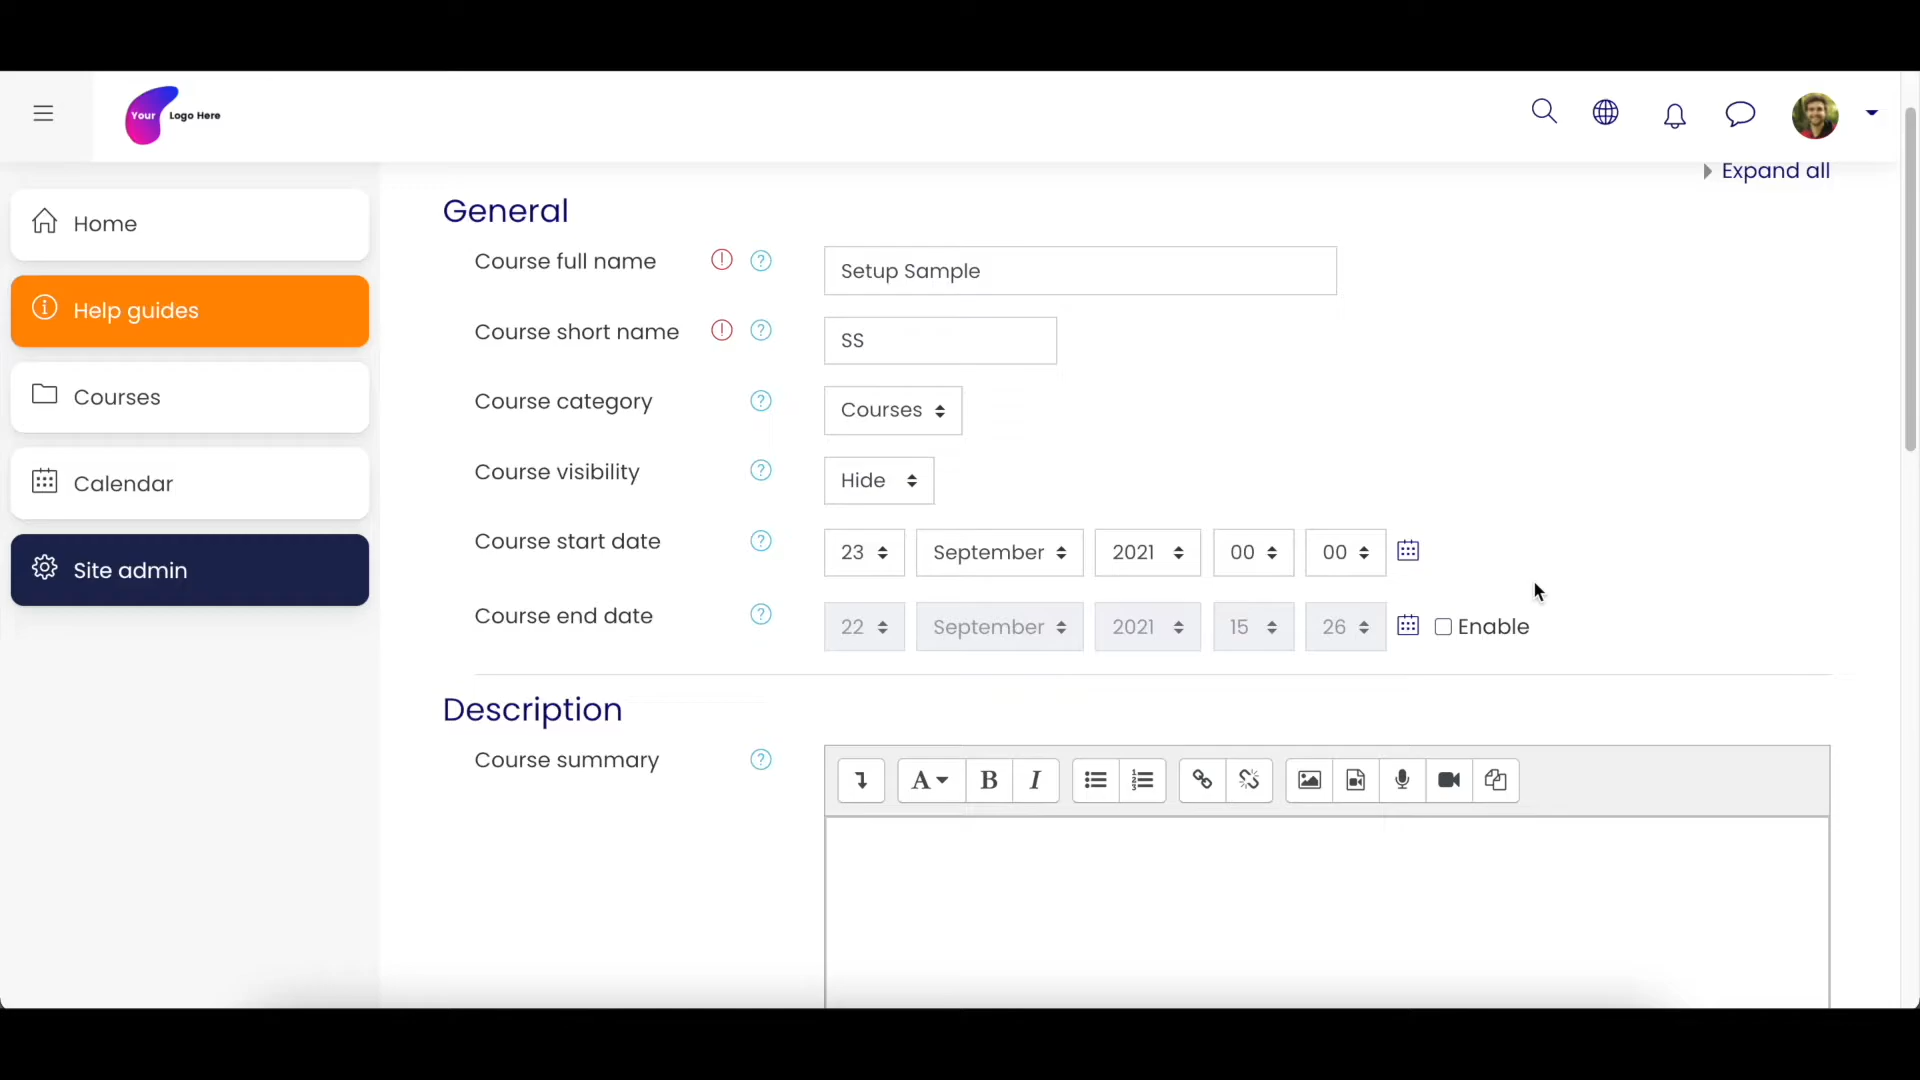 Your Logo Here
Expand all
Home
Help guides
Courses
Calendar
Site admin
General
Course full name Setup Sample
Course short name SS
Course category Courses
Course visibility Hide
Course start date 23 September 2021 00 00
Course end date 22 September 2021 15 26 Enable
Description
Course summary
A B I